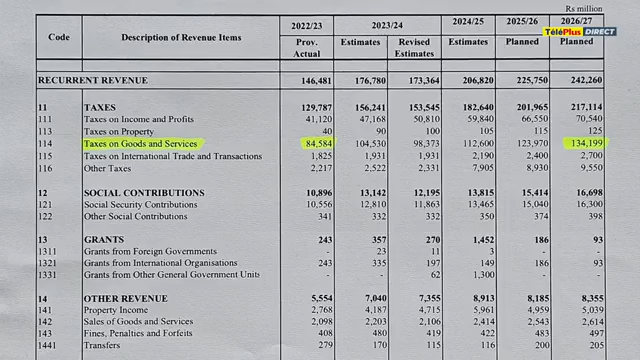 Rs million
TéléPlus DIRECT
Code Description of Revenue Items 2022/23 Prov. Actual 2023/24 Estimates Revised Estimates 2024/25 Estimates 2025/26 Planned 2026/27 Planned
RECURRENT REVENUE 146,481 176,780 173,364 206,820 225,750 242,260
11 TAXES 129,787 156,241 153,545 182,640 201,965 217,114
111 Taxes on Income and Profits 41,120 47,168 50,810 59,840 66,550 70,540
113 Taxes on Property 40 90 100 105 115 125
114 Taxes on Goods and Services 84,584 104,530 98,373 112,600 123,970 134,199
115 Taxes on International Trade and Transactions 1,825 1,931 1,931 2,190 2,400 2,700
116 Other Taxes 2,217 2,522 2,331 7,905 8,930 9,550
12 SOCIAL CONTRIBUTIONS 10,896 13,142 12,195 13,815 15,414 16,698
121 Social Security Contributions 10,556 12,810 11,863 13,465 15,040 16,300
122 Other Social Contributions 341 332 332 350 374 398
13 GRANTS 243 357 270 1,452 186 93
1311 Grants from Foreign Governments - 23 11 3 - -
1321 Grants from International Organisations 243 335 197 149 186 93
1331 Grants from Other General Government Units - - 62 1,300 - -
14 OTHER REVENUE 5,554 7,040 7,355 8,913 8,185 8,355
141 Property Income 2,768 4,187 4,715 5,961 4,959 5,039
142 Sales of Goods and Services 2,098 2,203 2,106 2,414 2,543 2,614
143 Fines, Penalties and Forfeits 408 480 419 422 483 497
1441 Transfers 279 170 115 116 200 205